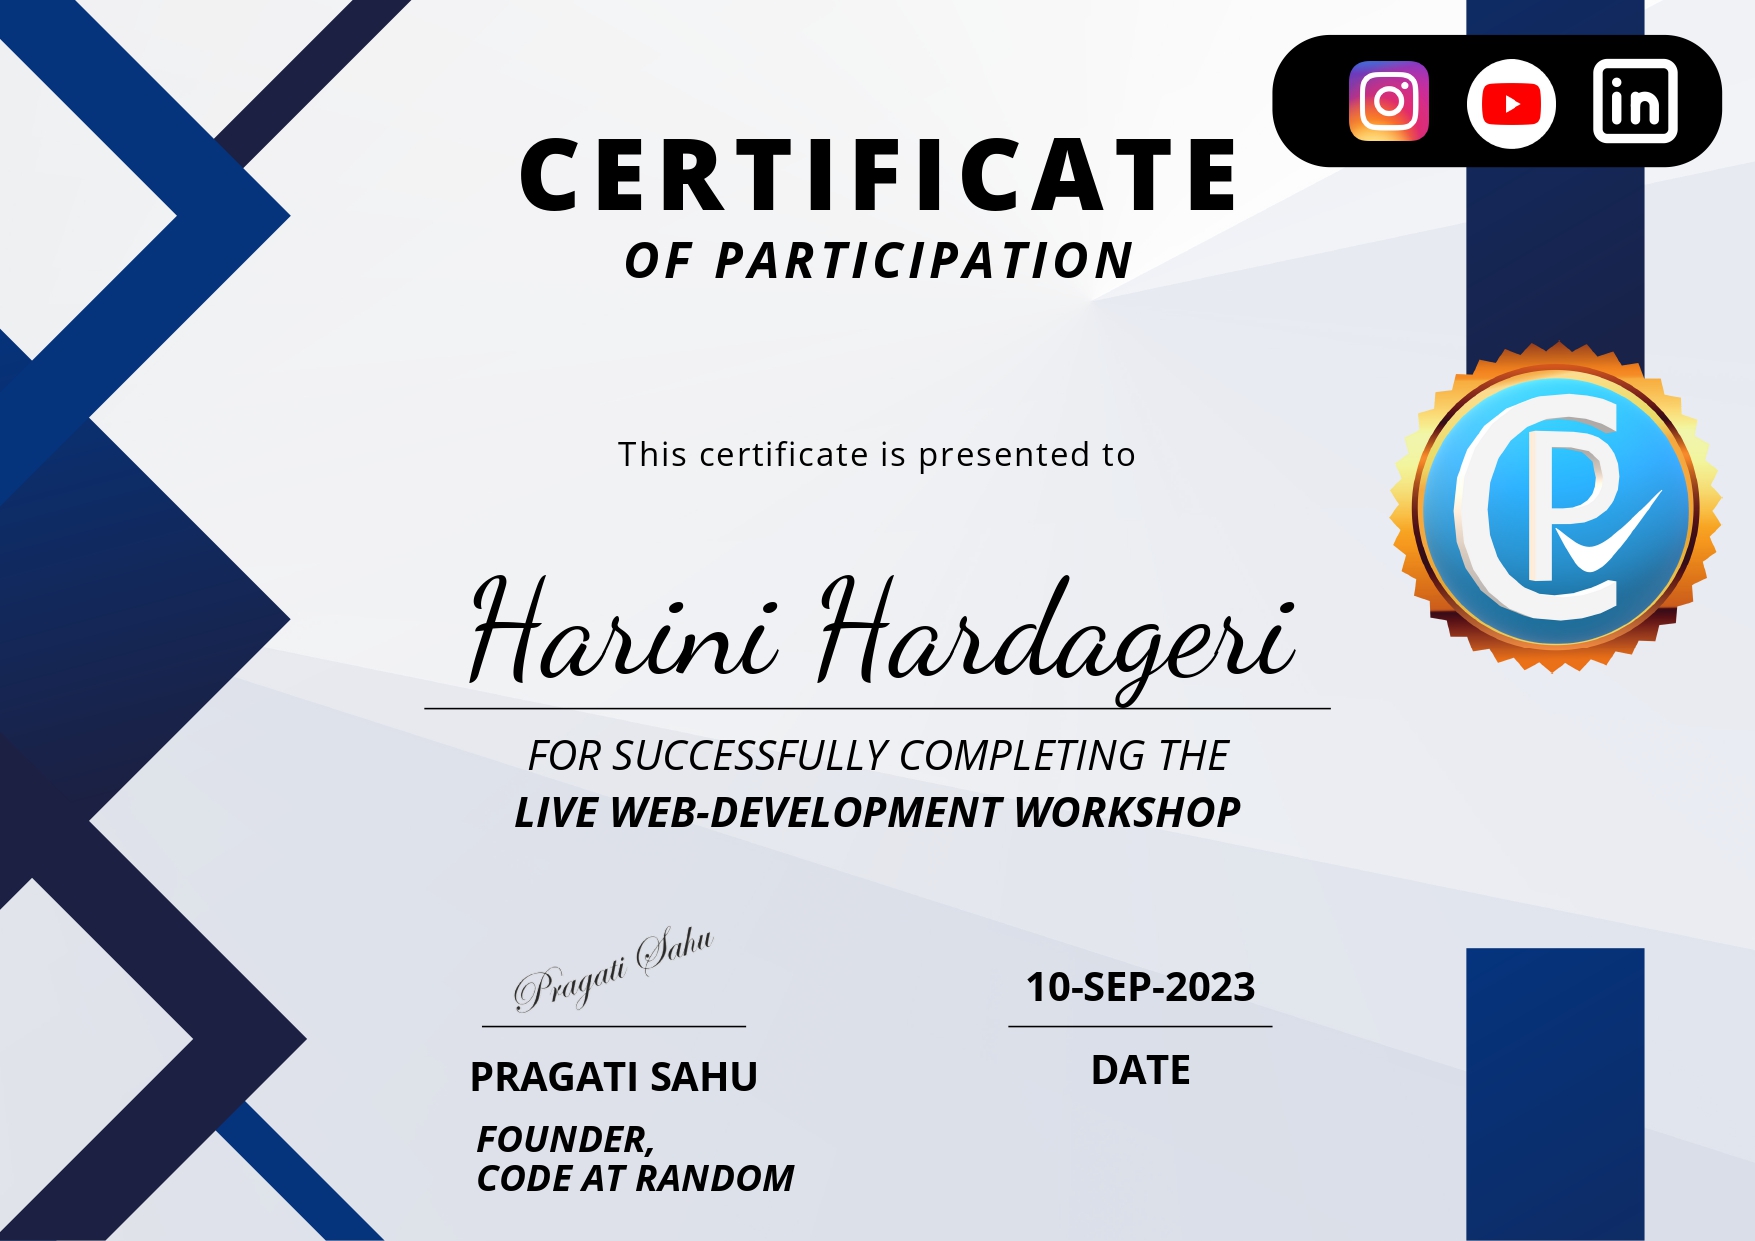 CERTIFICATE
OF PARTICIPATION
This certificate is presented to
Harini Hardageri
FOR SUCCESSFULLY COMPLETING THE
LIVE WEB-DEVELOPMENT WORKSHOP
Pragati Sahu
10-SEP-2023
PRAGATI SAHU
DATE
FOUNDER,
CODE AT RANDOM
in
CP